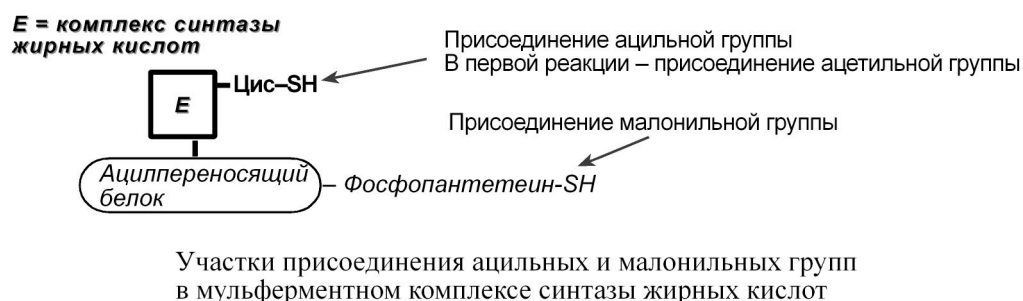 E = комплекс синтазы
жирных кислот
Присоединение ацильной группы
В первой реакции – присоединение ацетильной группы
Цис–SH
E
Присоединение малонильной группы
Ацилпереносящий
белок
– Фосфопантетеин-SH
Участки присоединения ацильных и малонильных групп
в мульферментном комплексе синтазы жирных кислот